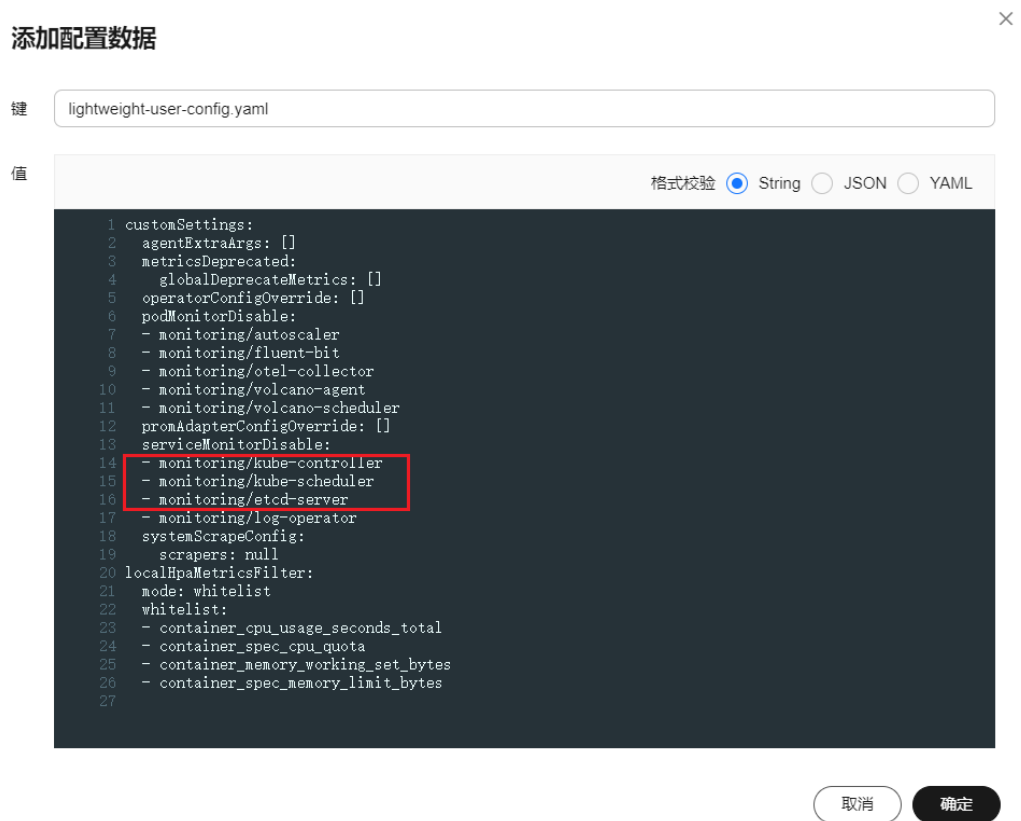 添加配置数据
键 lightweight-user-config.yaml
值
格式校验 String JSON YAML
1 customSettings:
2   agentExtraArgs: []
3   metricsDeprecated:
4     globalDeprecateMetrics: []
5   operatorConfigOverride: []
6   podMonitorDisable:
7   - monitoring/autoscaler
8   - monitoring/fluent-bit
9   - monitoring/otel-collector
10   - monitoring/volcano-agent
11   - monitoring/volcano-scheduler
12   promAdapterConfigOverride: []
13   serviceMonitorDisable:
14   - monitoring/kube-controller
15   - monitoring/kube-scheduler
16   - monitoring/etcd-server
17   - monitoring/log-operator
18   systemScrapeConfig:
19     scrapers: null
20 localHpaMetricsFilter:
21   mode: whitelist
22   whitelist:
23   - container_cpu_usage_seconds_total
24   - container_spec_cpu_quota
25   - container_memory_working_set_bytes
26   - container_spec_memory_limit_bytes
27
取消 确定